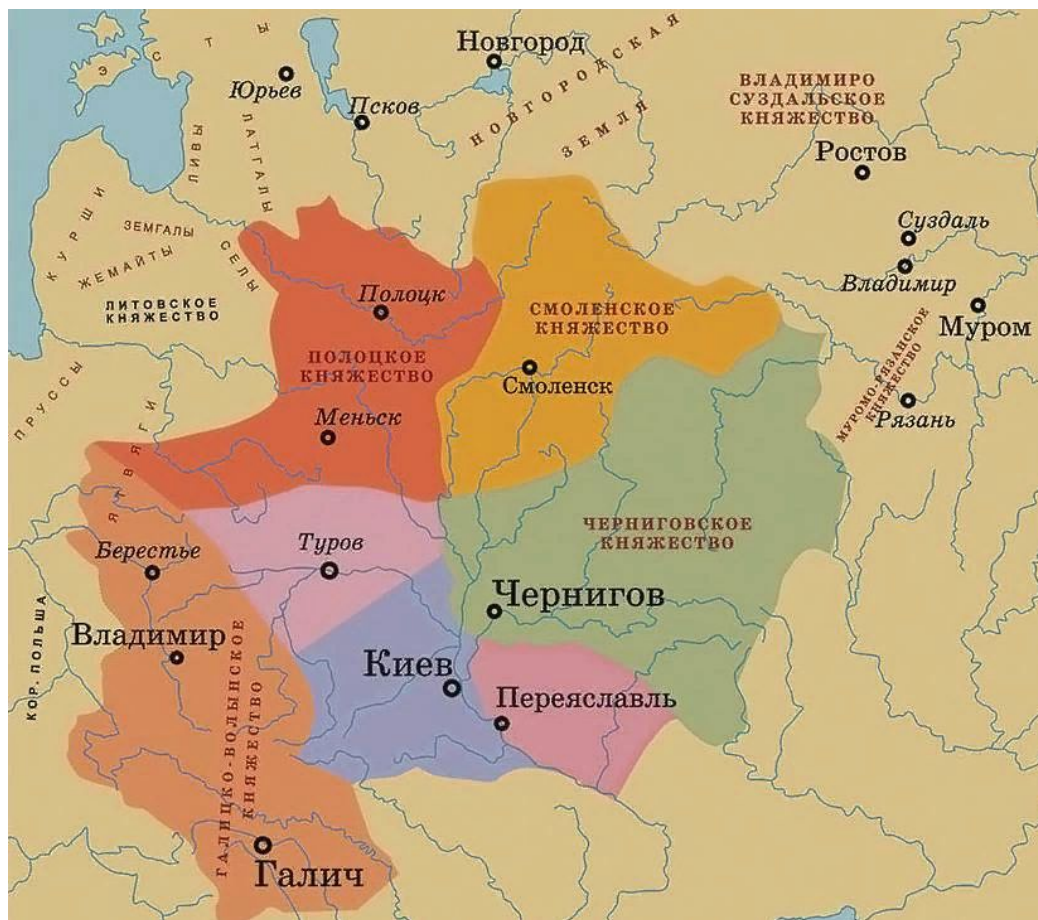 ЭСТЫ
Юрьев
Псков
Новгород
НОВГОРОДСКАЯ
ЗЕМЛЯ
ВЛАДИМИРО
СУЗДАЛЬСКОЕ
КНЯЖЕСТВО
Ростов
Суздаль
Владимир
Муром
МУРОМО-РЯЗАНСКОЕ
КНЯЖЕСТВО
Рязань
ЛИВЫ
ЛАТГАЛЫ
КУРШИ
ЗЕМГАЛЫ
ЖЕМАЙТЫ
СЕЛЫ
ЛИТОВСКОЕ
КНЯЖЕСТВО
ПРУССЫ
ЯТВЯГИ
Полоцк
ПОЛОЦКОЕ
КНЯЖЕСТВО
Меньск
СМОЛЕНСКОЕ
КНЯЖЕСТВО
Смоленск
ЧЕРНИГОВСКОЕ
КНЯЖЕСТВО
Чернигов
Берестье
Туров
Владимир
КОР. ПОЛЬША
Киев
Переяславль
ГАЛИЦКО-ВОЛЫНСКОЕ
КНЯЖЕСТВО
Галич